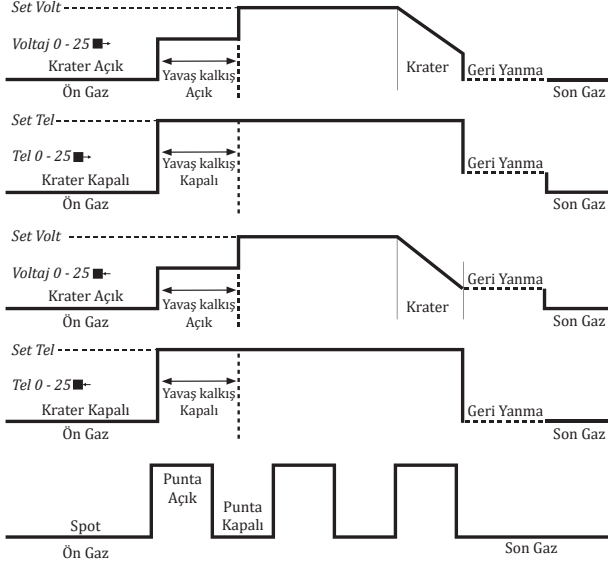 Set Volt
Voltaj 0 - 25
Krater Açık
Ön Gaz
Yavaş kalkış
Açık
Krater
Geri Yanma
Son Gaz
Set Tel
Tel 0 - 25
Krater Kapalı
Ön Gaz
Yavaş kalkış
Kapalı
Geri Yanma
Son Gaz
Set Volt
Voltaj 0 - 25
Krater Açık
Ön Gaz
Yavaş kalkış
Açık
Krater
Geri Yanma
Son Gaz
Set Tel
Tel 0 - 25
Krater Kapalı
Ön Gaz
Yavaş kalkış
Kapalı
Geri Yanma
Son Gaz
Spot
Ön Gaz
Punta
Açık
Punta
Kapalı
Son Gaz